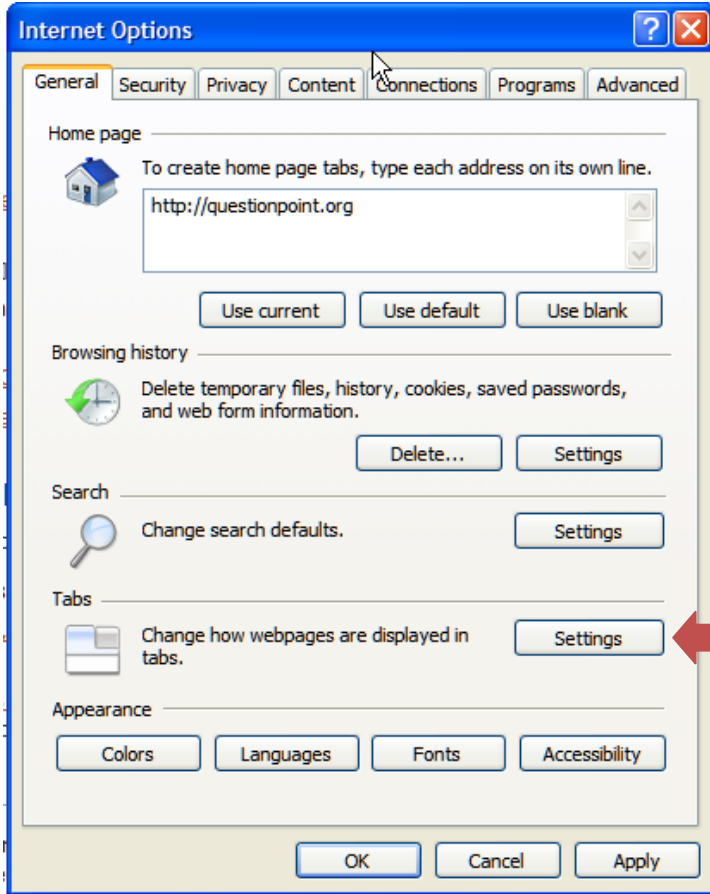 Internet Options
General Security Privacy Content Connections Programs Advanced
Home page
To create home page tabs, type each address on its own line.
http://questionpoint.org
Use current Use default Use blank
Browsing history
Delete temporary files, history, cookies, saved passwords,
and web form information.
Delete... Settings
Search
Change search defaults. Settings
Tabs
Change how webpages are displayed in
tabs.
Settings
Appearance
Colors Languages Fonts Accessibility
OK Cancel Apply